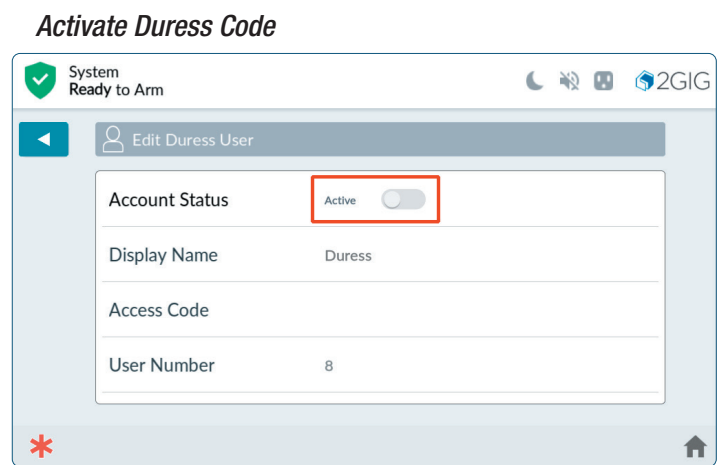 Activate Duress Code
System
Ready to Arm
2GIG
Edit Duress User
Account Status Active
Display Name Duress
Access Code
User Number 8